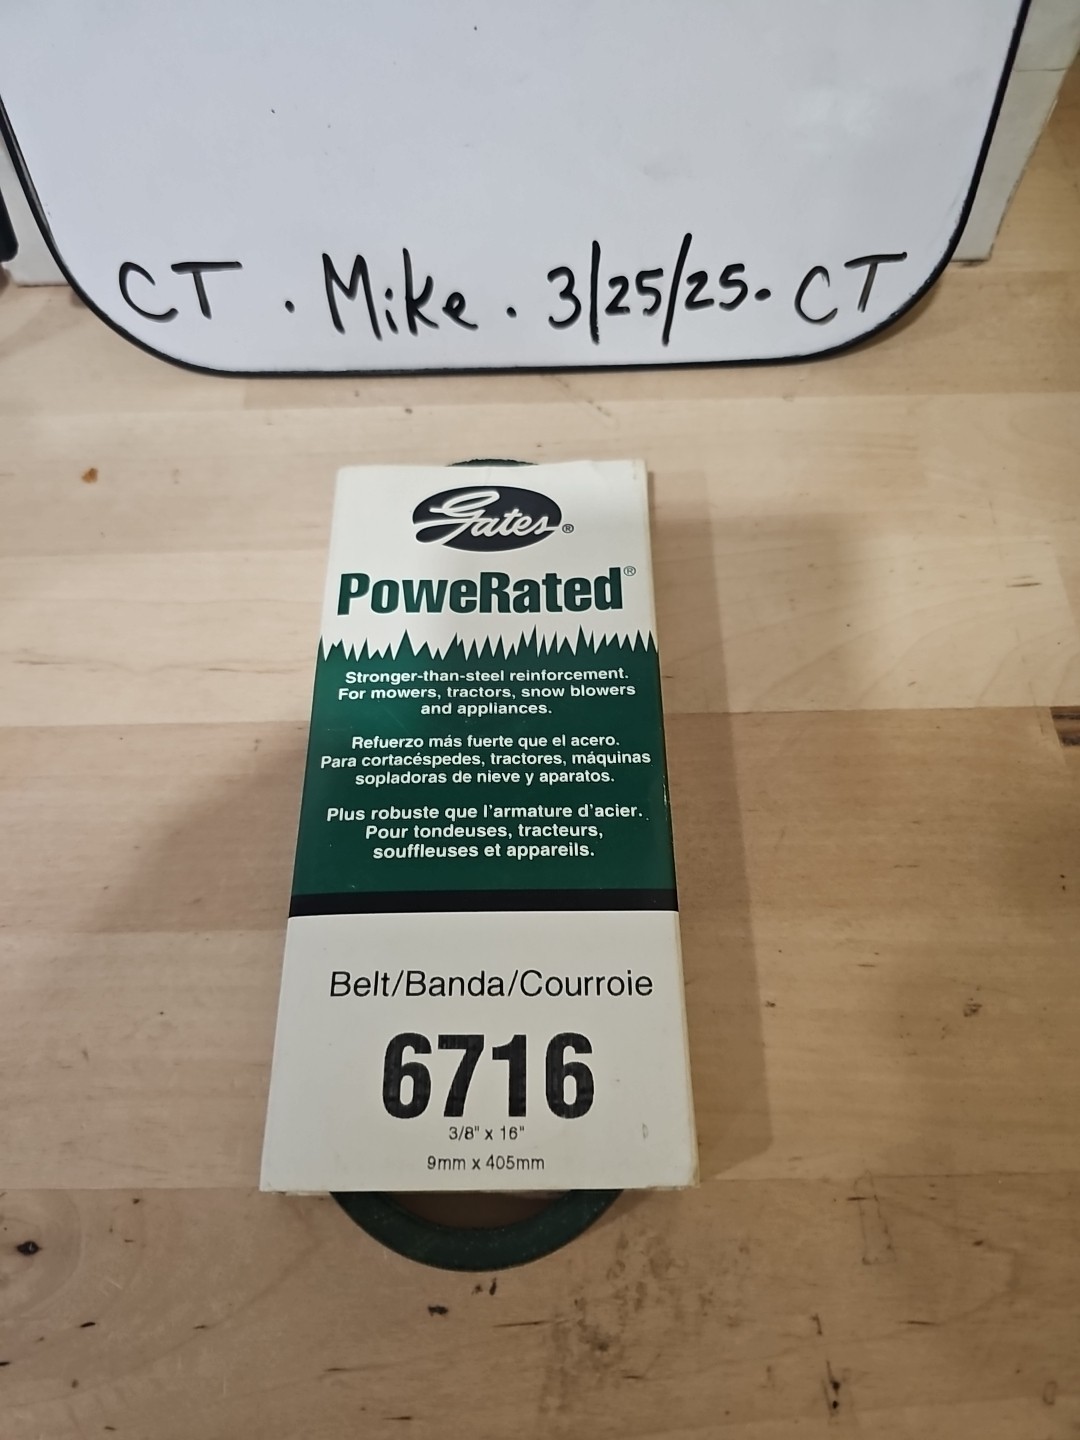 CT · Mike · 3/25/25 · CT
Gates®
PoweRated®
Stronger-than-steel reinforcement.
For mowers, tractors, snow blowers
and appliances.
Refuerzo más fuerte que el acero.
Para cortacéspedes, tractores, máquinas
sopladoras de nieve y aparatos.
Plus robuste que l'armature d'acier.
Pour tondeuses, tracteurs,
souffleuses et appareils.
Belt/Banda/Courroie
6716
3/8" x 16"
9mm x 405mm